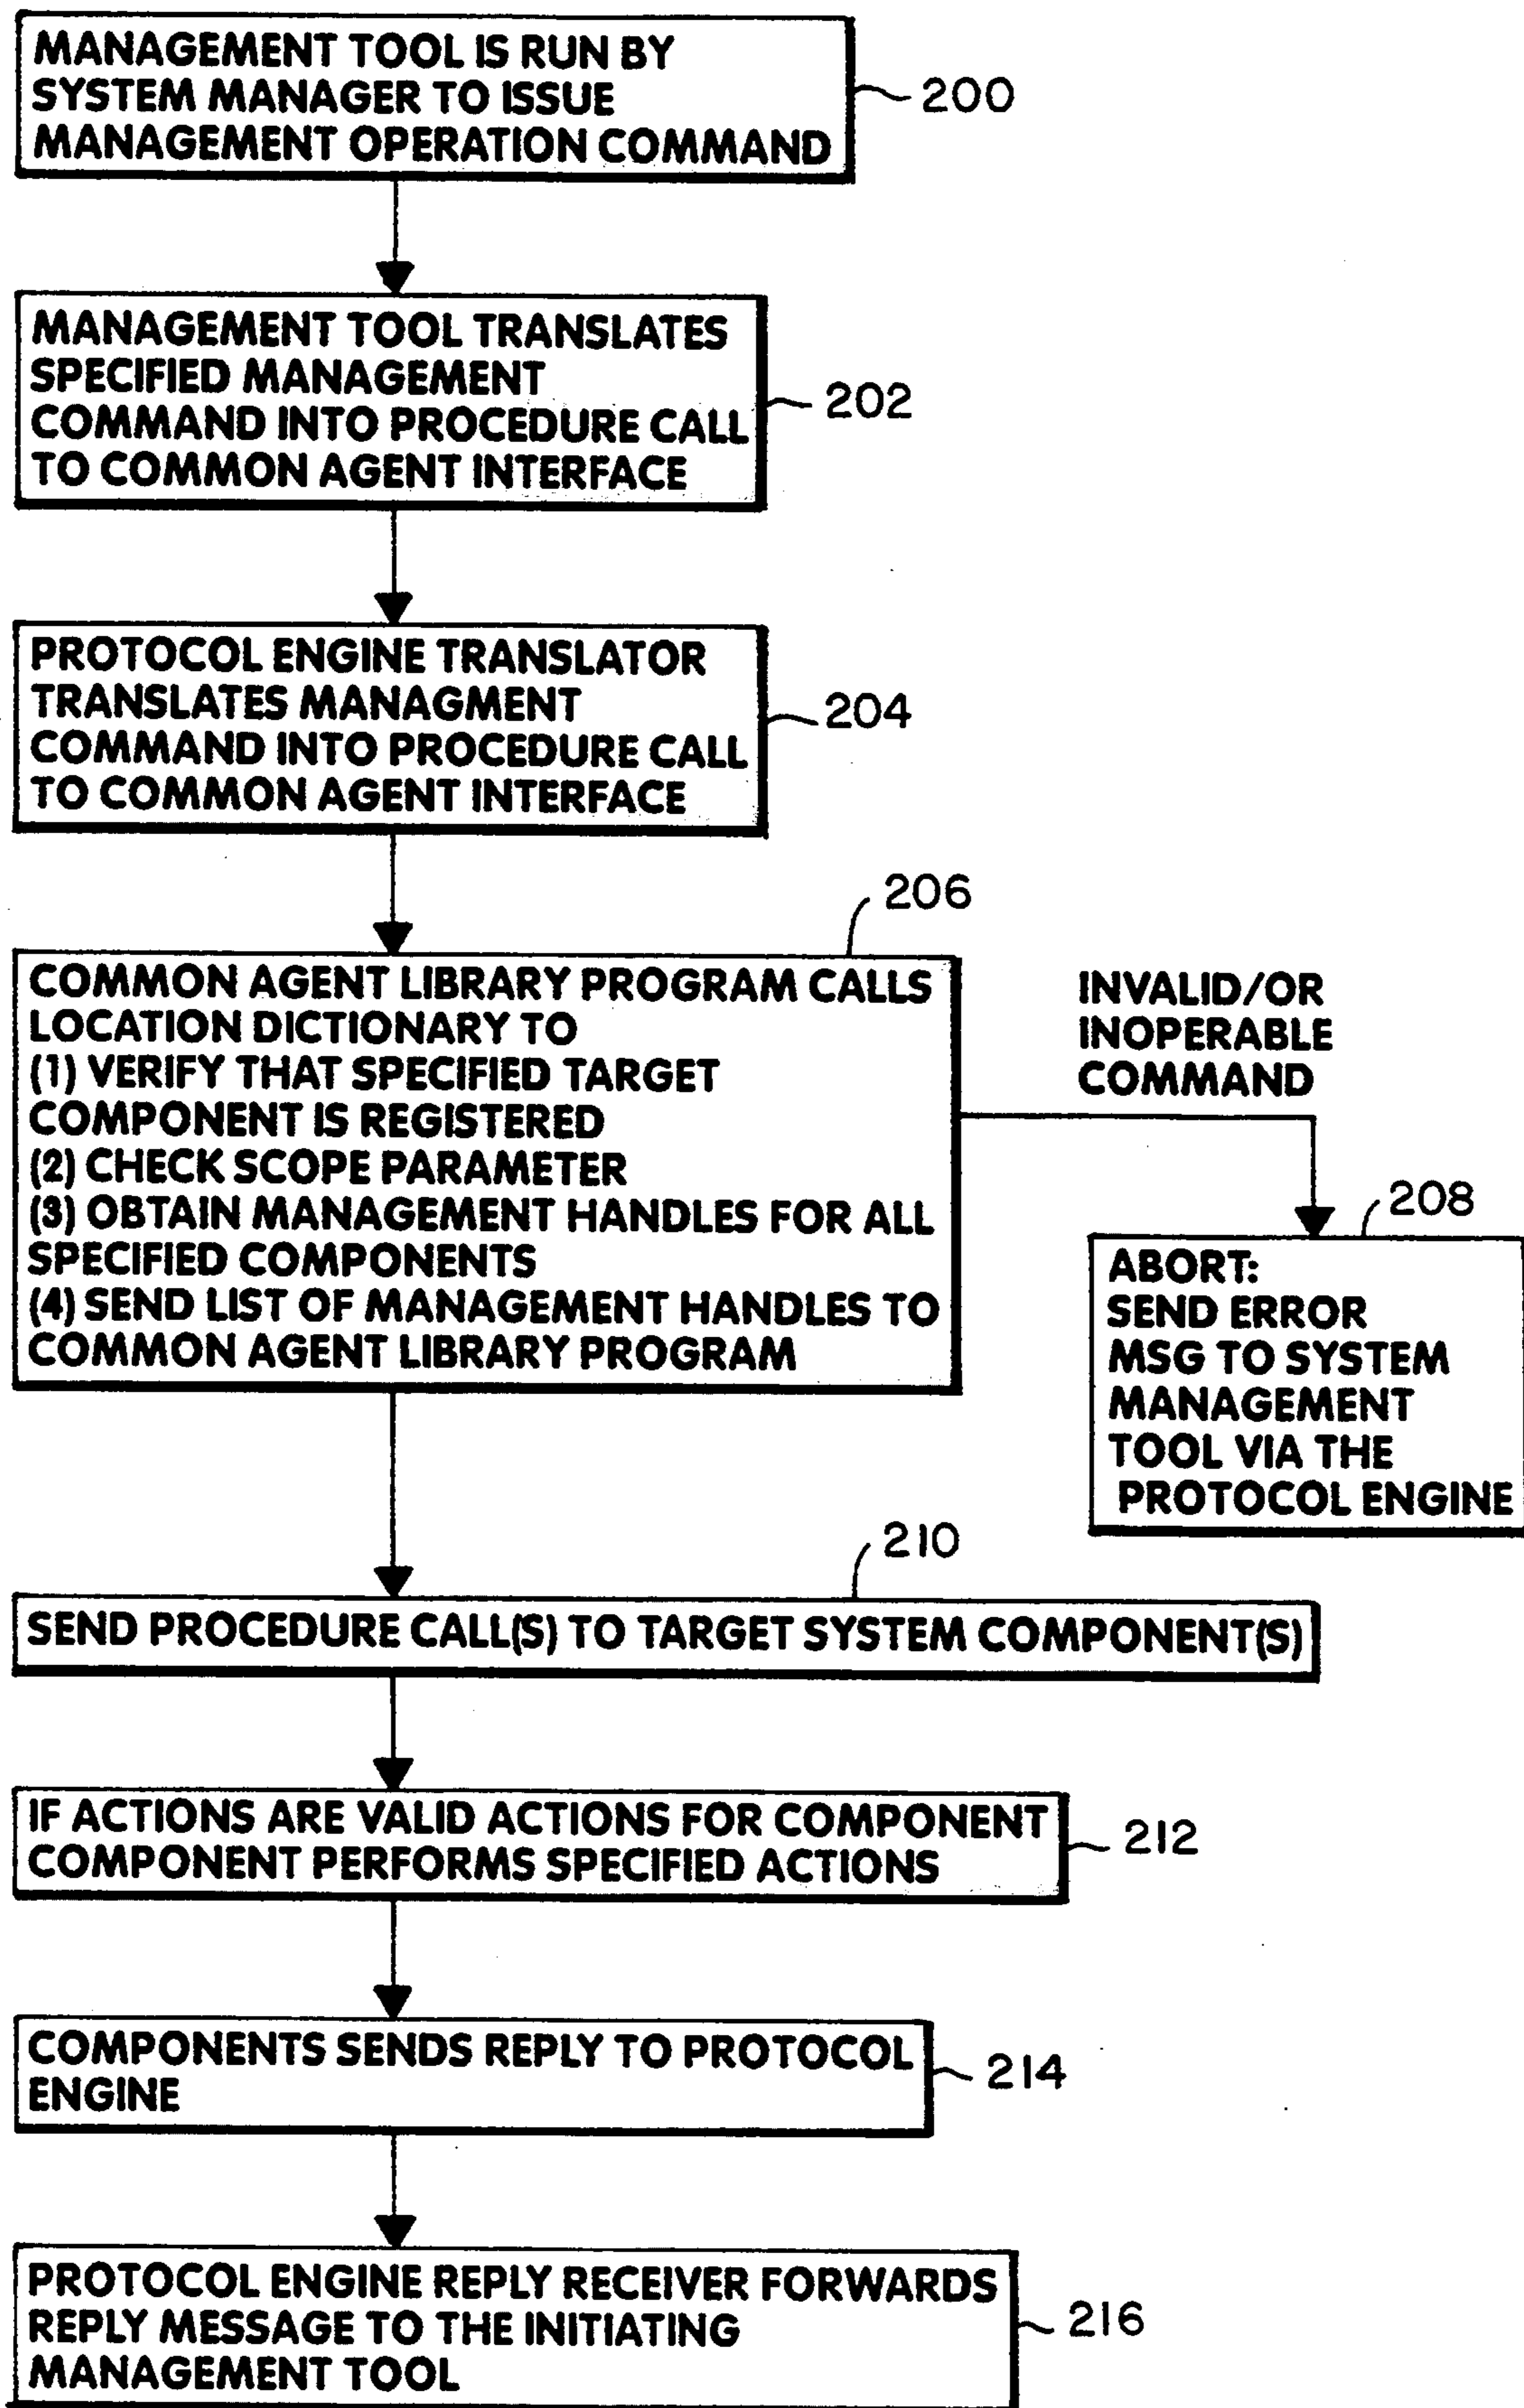 MANAGEMENT TOOL IS RUN BY
SYSTEM MANAGER TO ISSUE
MANAGEMENT OPERATION COMMAND
200
MANAGEMENT TOOL TRANSLATES
SPECIFIED MANAGEMENT
COMMAND INTO PROCEDURE CALL
TO COMMON AGENT INTERFACE
202
PROTOCOL ENGINE TRANSLATOR
TRANSLATES MANAGMENT
COMMAND INTO PROCEDURE CALL
TO COMMON AGENT INTERFACE
204
206
COMMON AGENT LIBRARY PROGRAM CALLS
LOCATION DICTIONARY TO
(1) VERIFY THAT SPECIFIED TARGET
COMPONENT IS REGISTERED
(2) CHECK SCOPE PARAMETER
(3) OBTAIN MANAGEMENT HANDLES FOR ALL
SPECIFIED COMPONENTS
(4) SEND LIST OF MANAGEMENT HANDLES TO
COMMON AGENT LIBRARY PROGRAM
INVALID/OR
INOPERABLE
COMMAND
208
ABORT:
SEND ERROR
MSG TO SYSTEM
MANAGEMENT
TOOL VIA THE
PROTOCOL ENGINE
210
SEND PROCEDURE CALL(S) TO TARGET SYSTEM COMPONENT(S)
IF ACTIONS ARE VALID ACTIONS FOR COMPONENT
COMPONENT PERFORMS SPECIFIED ACTIONS
212
COMPONENTS SENDS REPLY TO PROTOCOL
ENGINE
214
PROTOCOL ENGINE REPLY RECEIVER FORWARDS
REPLY MESSAGE TO THE INITIATING
MANAGEMENT TOOL
216